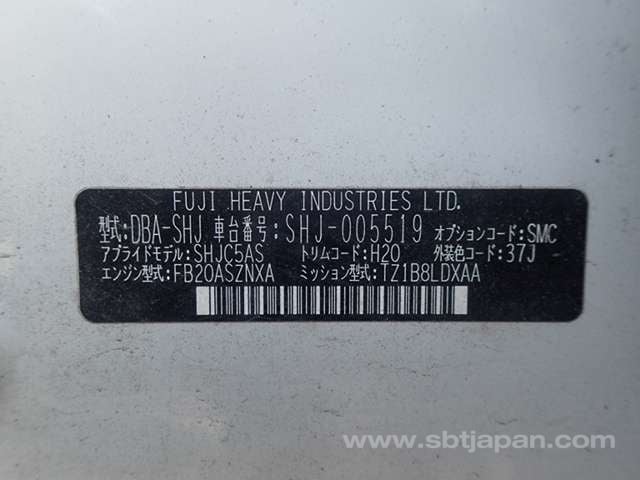 FUJI HEAVY INDUSTRIES LTD.
型式:DBA-SHJ 車台番号:SHJ-005519 オプションコード:SMC
アプライドモデル:SHJC5AS トリムコード:H20 外装色コード:37J
エンジン型式:FB20ASZNXA ミッション型式:TZ1B8LDXAA
www.sbtjapan.com